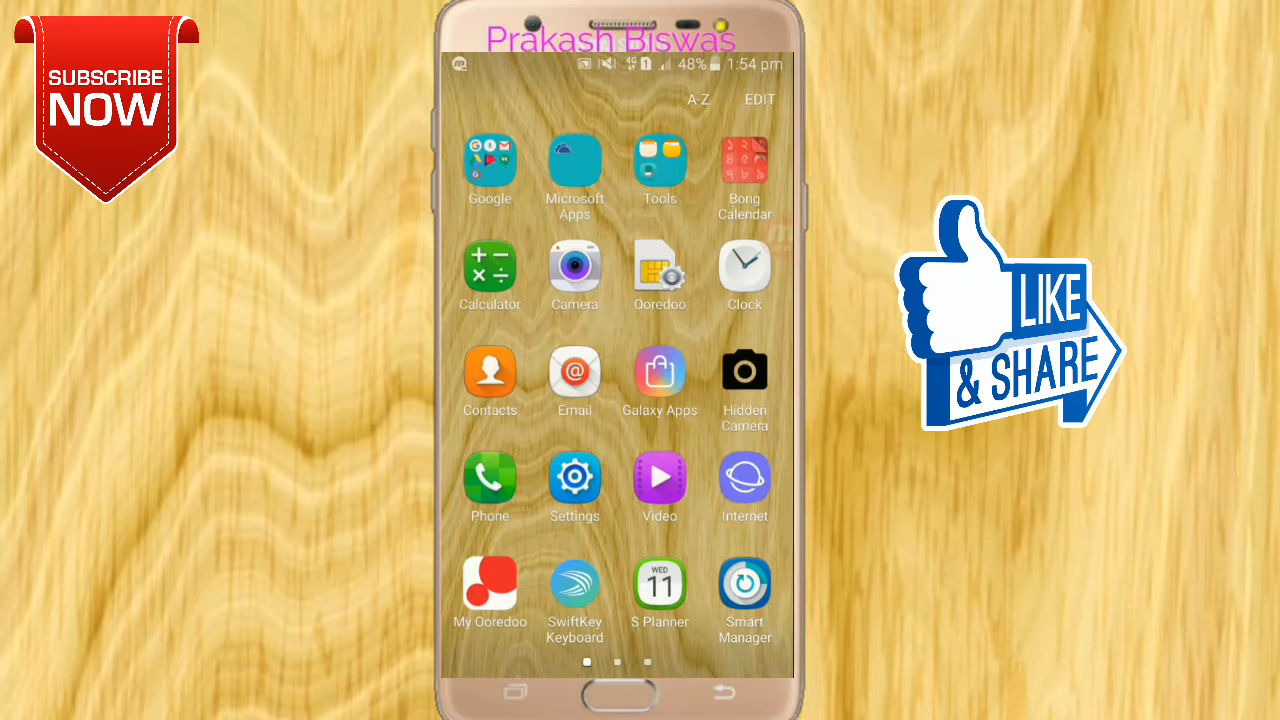 SUBSCRIBE
NOW
Prakash Biswas
4G 1 48% 1:54 pm
A-Z EDIT
Google
Microsoft
Apps
Tools
Bong
Calendar
Calculator
Camera
Ooredoo
Clock
Contacts
Email
Galaxy Apps
Hidden
Camera
Phone
Settings
Video
Internet
My Ooredoo
SwiftKey
Keyboard
WED
11
S Planner
Smart
Manager
LIKE
& SHARE